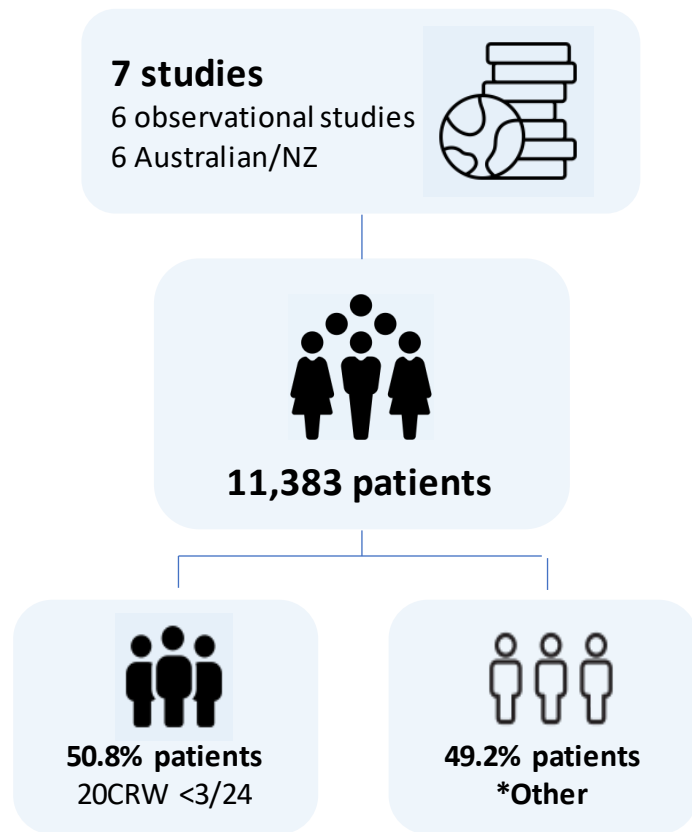 7 studies
6 observational studies
6 Australian/NZ
11,383 patients
50.8% patients
20CRW <3/24
49.2% patients
*Other